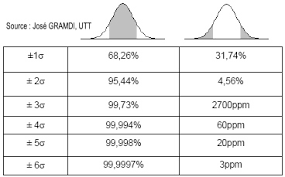 Source : José GRAMDI, UTT
±1σ 68,26% 31,74%
± 2σ 95,44% 4,56%
± 3σ 99,73% 2700ppm
± 4σ 99,994% 60ppm
± 5σ 99,998% 20ppm
± 6σ 99,9997% 3ppm